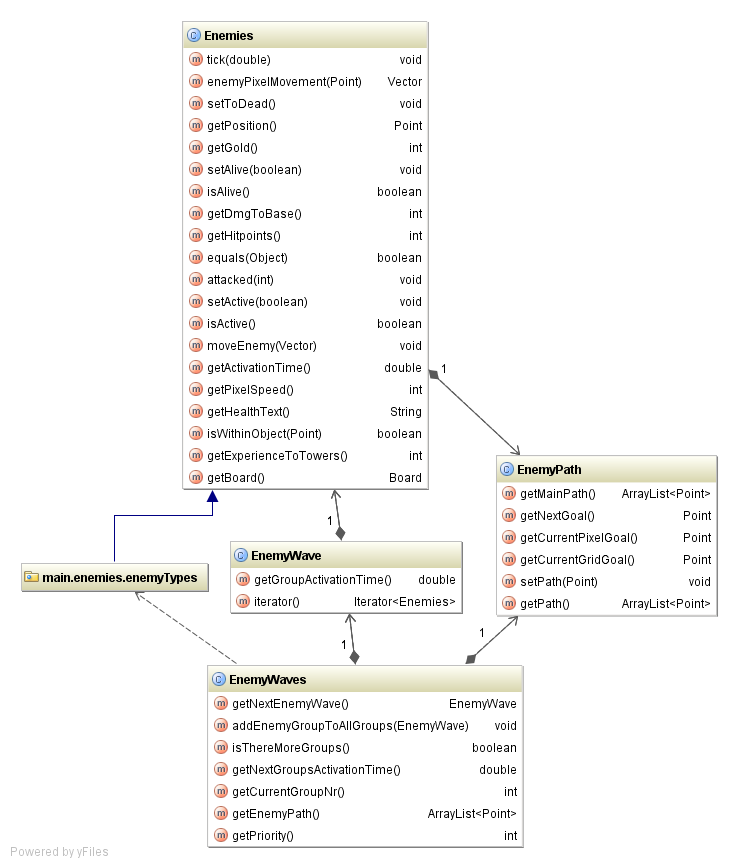 Enemies
tick(double) void
enemyPixelMovement(Point) Vector
setToDead() void
getPosition() Point
getGold() int
setAlive(boolean) void
isAlive() boolean
getDmgToBase() int
getHitpoints() int
equals(Object) boolean
attacked(int) void
setActive(boolean) void
isActive() boolean
moveEnemy(Vector) void
getActivationTime() double
getPixelSpeed() int
getHealthText() String
isWithinObject(Point) boolean
getExperienceToTowers() int
getBoard() Board
1
EnemyPath
getMainPath() ArrayList<Point>
getNextGoal() Point
getCurrentPixelGoal() Point
getCurrentGridGoal() Point
setPath(Point) void
getPath() ArrayList<Point>
1
EnemyWave
getGroupActivationTime() double
iterator() Iterator<Enemies>
main.enemies.enemyTypes
1
1
EnemyWaves
getNextEnemyWave() EnemyWave
addEnemyGroupToAllGroups(EnemyWave) void
isThereMoreGroups() boolean
getNextGroupsActivationTime() double
getCurrentGroupNr() int
getEnemyPath() ArrayList<Point>
getPriority() int
Powered by yFiles